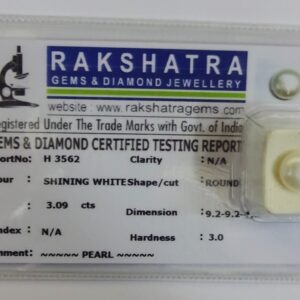 RAKSHATRA
GEMS & DIAMOND JEWELLERY
website : www.rakshatragems.com
egistered Under The Trade Marks with Govt. of India
EMS & DIAMOND CERTIFIED TESTING REPORT
portNo: H 3562 Clarity : N/A
our : SHINING WHITE Shape/cut : ROUND
: 3.09 cts Dimension : 9.2-9.2-
Index : N/A Hardness : 3.0
nment: ~~~~~ PEARL ~~~~~